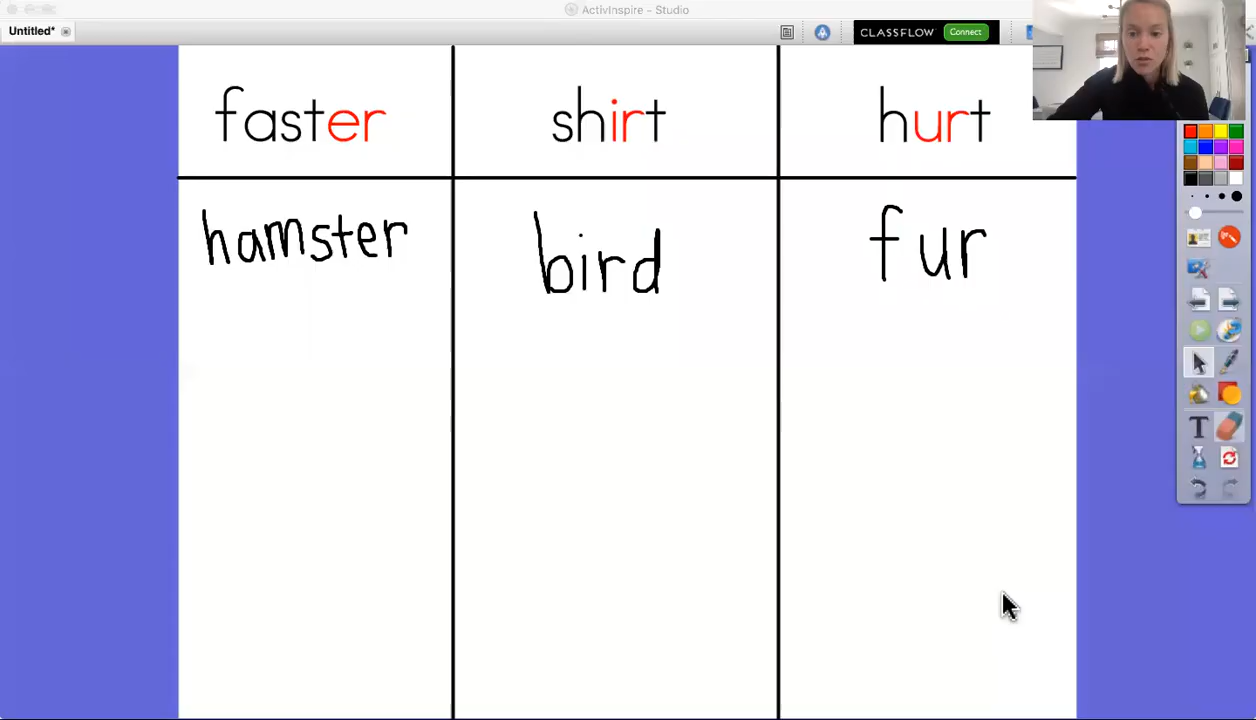 ActivInspire - Studio
Untitled*
CLASSFLOW Connect
faster shirt hurt
hamster bird fur
T